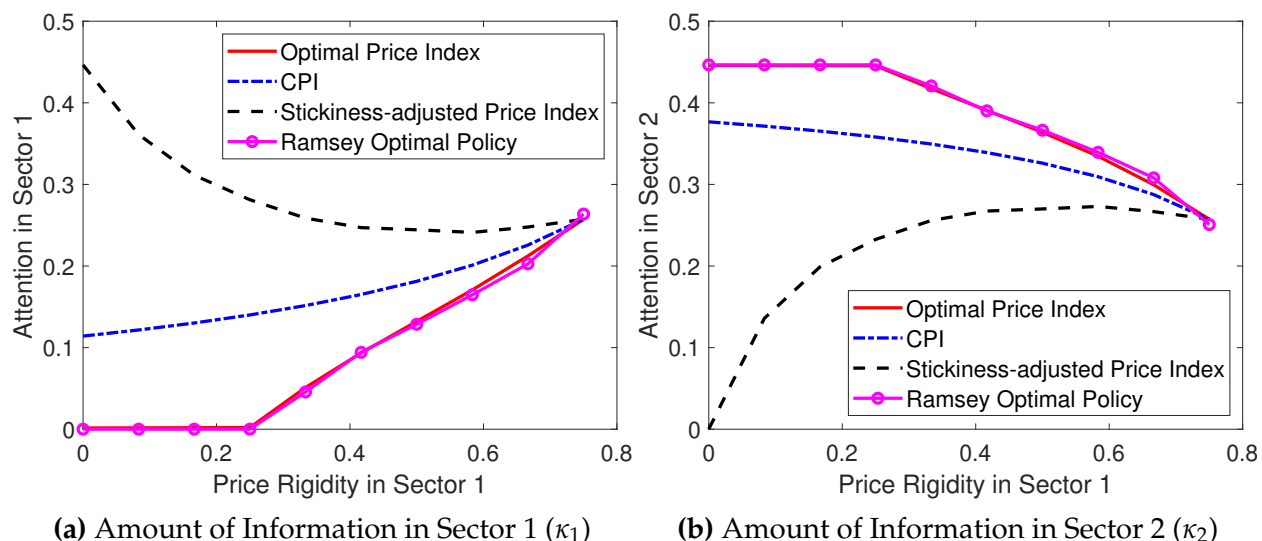 0.5
0.4
0.3
0.2
0.1
0
Attention in Sector 1
Optimal Price Index
CPI
Stickiness-adjusted Price Index
Ramsey Optimal Policy
0 0.2 0.4 0.6 0.8
Price Rigidity in Sector 1
(a) Amount of Information in Sector 1 (κ1)
0.5
0.4
0.3
0.2
0.1
0
Attention in Sector 2
Optimal Price Index
CPI
Stickiness-adjusted Price Index
Ramsey Optimal Policy
0 0.2 0.4 0.6 0.8
Price Rigidity in Sector 1
(b) Amount of Information in Sector 2 (κ2)